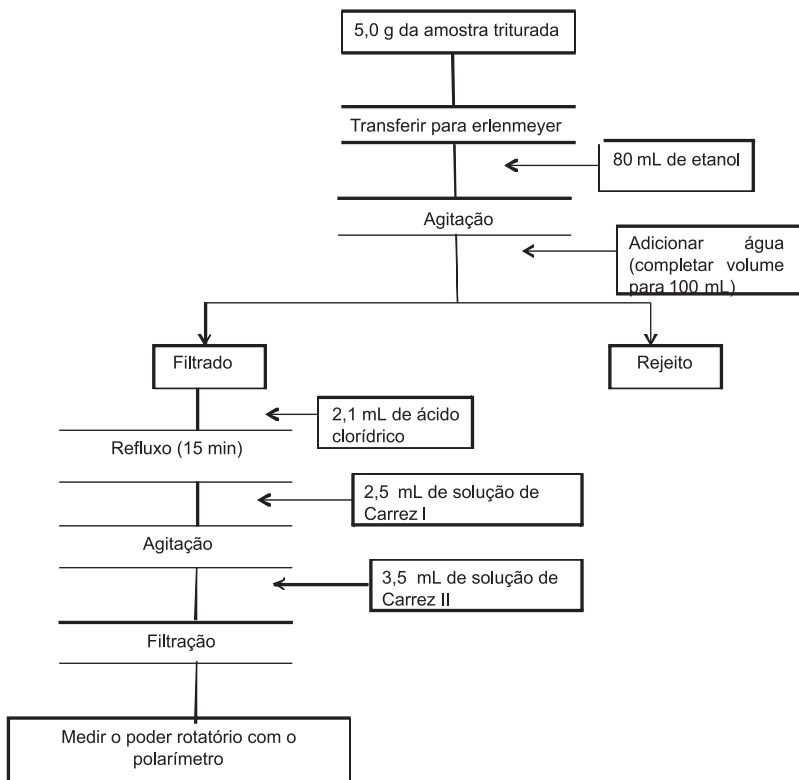 5,0 g da amostra triturada
Transferir para erlenmeyer
80 mL de etanol
Agitação
Adicionar água
(completar volume
para 100 mL)
Filtrado
Rejeito
2,1 mL de ácido
clorídrico
Refluxo (15 min)
2,5 mL de solução de
Carrez I
Agitação
3,5 mL de solução de
Carrez II
Filtração
Medir o poder rotatório com o
polarímetro